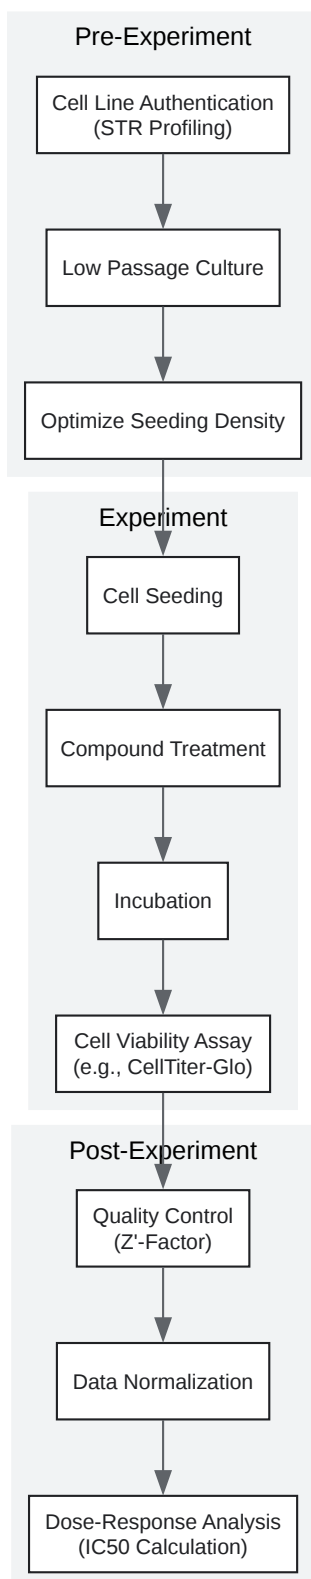 Pre-Experiment
Cell Line Authentication
(STR Profiling)
Low Passage Culture
Optimize Seeding Density
Experiment
Cell Seeding
Compound Treatment
Incubation
Cell Viability Assay
(e.g., CellTiter-Glo)
Post-Experiment
Quality Control
(Z'-Factor)
Data Normalization
Dose-Response Analysis
(IC50 Calculation)